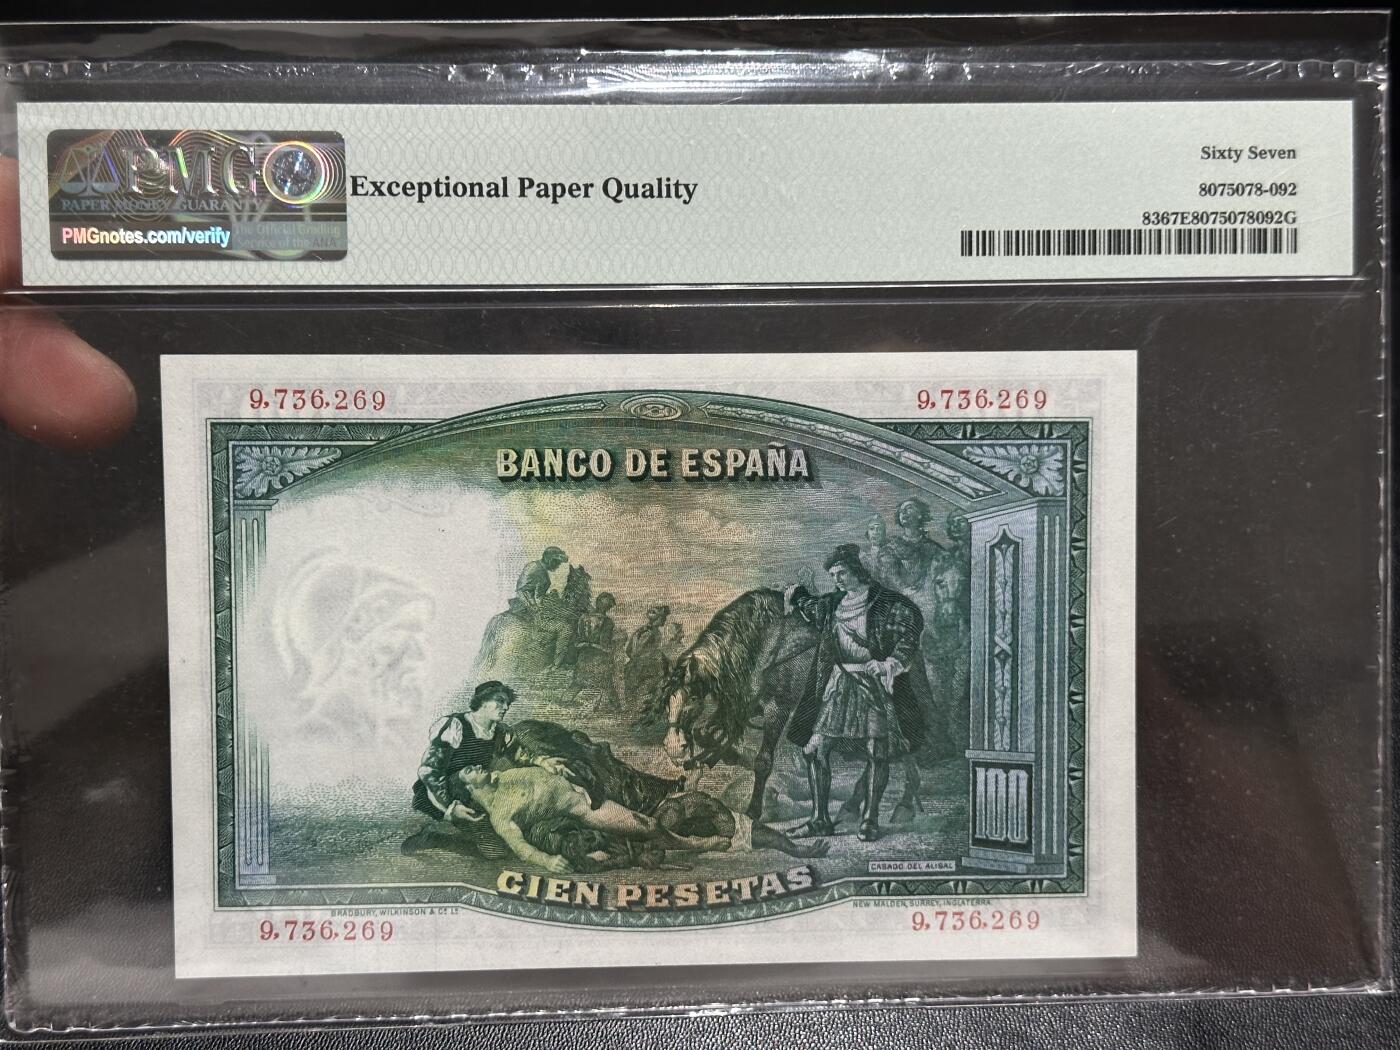 PMG
PAPER MONEY GUARANTY
PMGnotes.com/verify
The Official Grading
Service of the ANA
Exceptional Paper Quality
Sixty Seven
8075078-092
8367E8075078092G
9,736,269
9,736,269
BANCO DE ESPAÑA
100
CASADO DEL ALISAL
CIEN PESETAS
BRADBURY, WILKINSON & Cº Lᴰ
NEW MALDEN, SURREY, INGLATERRA
9,736,269
9,736,269